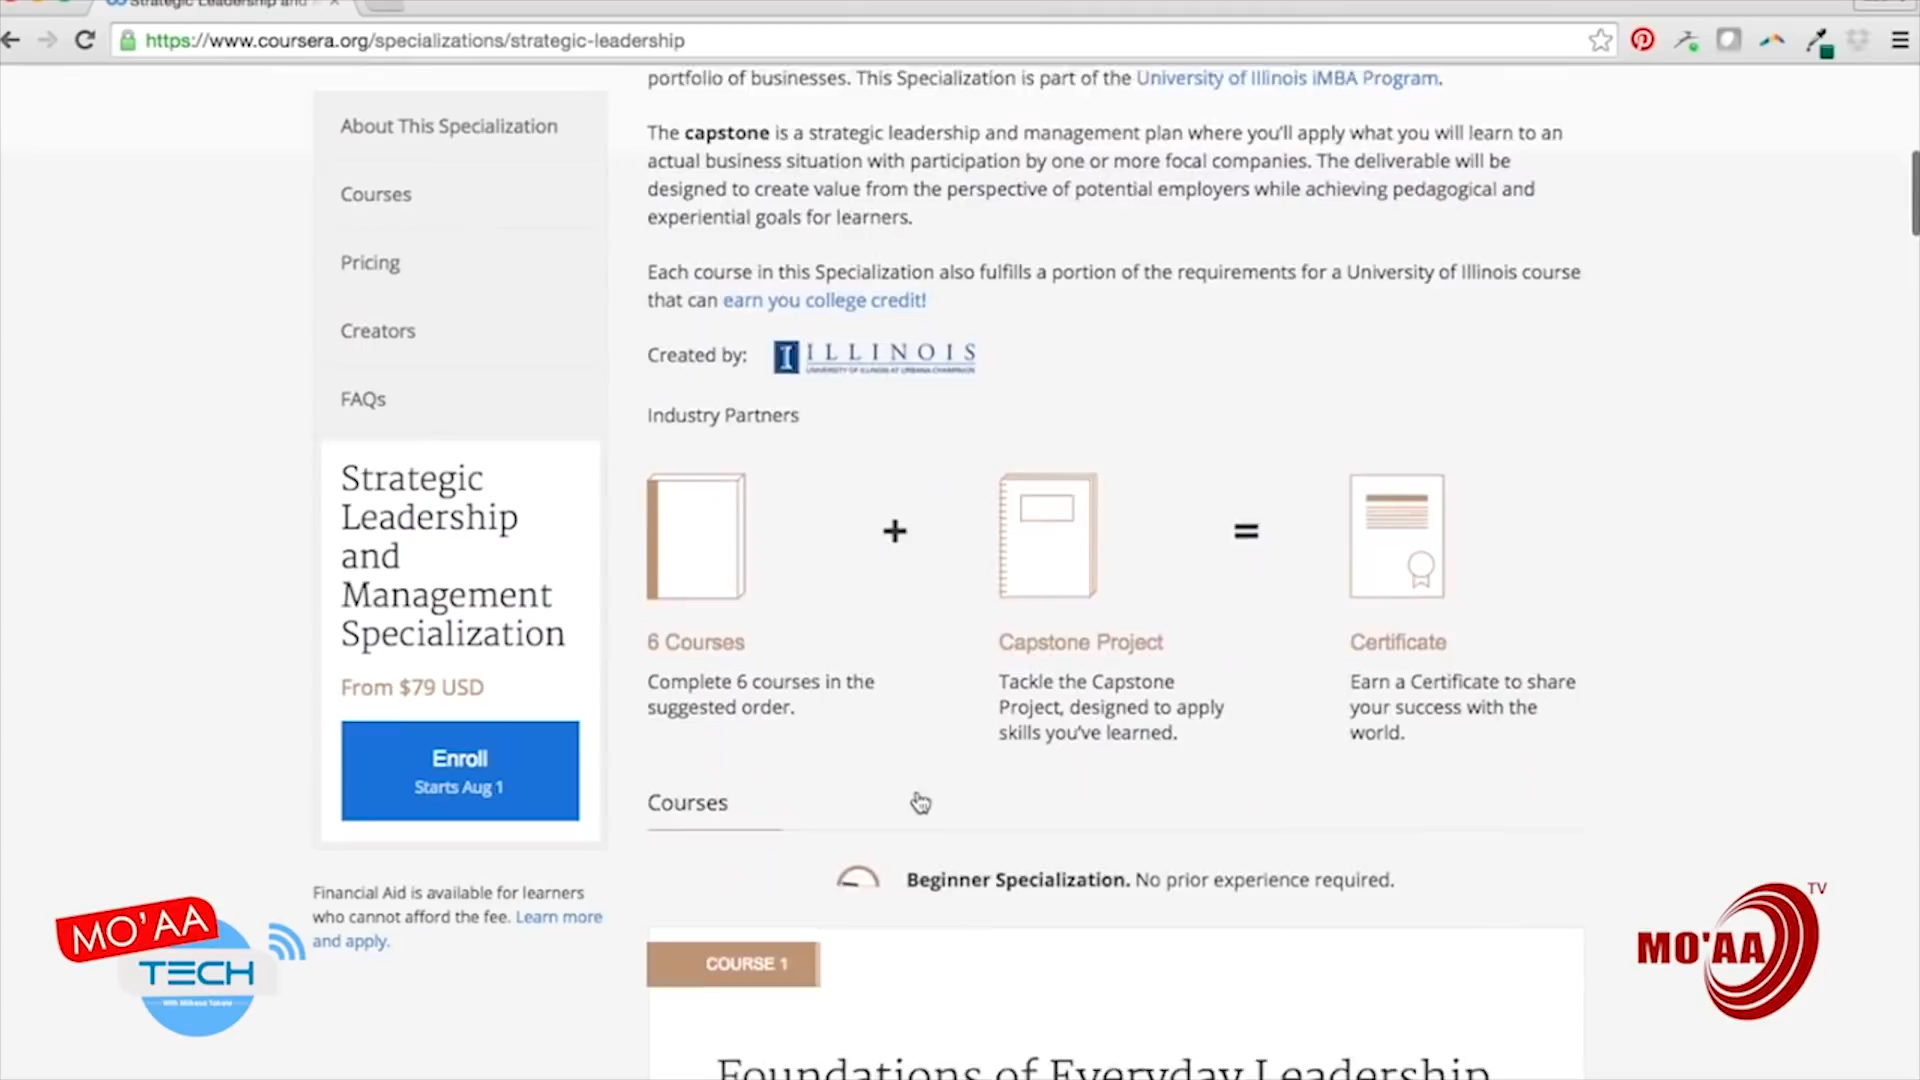 Strategic Leadership and
https://www.coursera.org/specializations/strategic-leadership
portfolio of businesses. This Specialization is part of the University of Illinois iMBA Program.
About This Specialization
Courses
Pricing
Creators
FAQs
The capstone is a strategic leadership and management plan where you'll apply what you will learn to an
actual business situation with participation by one or more focal companies. The deliverable will be
designed to create value from the perspective of potential employers while achieving pedagogical and
experiential goals for learners.
Each course in this Specialization also fulfills a portion of the requirements for a University of Illinois course
that can earn you college credit!
Created by:
I ILLINOIS
UNIVERSITY OF ILLINOIS AT URBANA-CHAMPAIGN
Industry Partners
Strategic
Leadership
and
Management
Specialization
From $79 USD
Enroll
Starts Aug 1
Financial Aid is available for learners
who cannot afford the fee. Learn more
and apply.
+
=
6 Courses
Complete 6 courses in the
suggested order.
Capstone Project
Tackle the Capstone
Project, designed to apply
skills you've learned.
Certificate
Earn a Certificate to share
your success with the
world.
Courses
Beginner Specialization. No prior experience required.
COURSE 1
Foundations of Everyday Leadership
MO'AA
TECH
MO'AA
TV